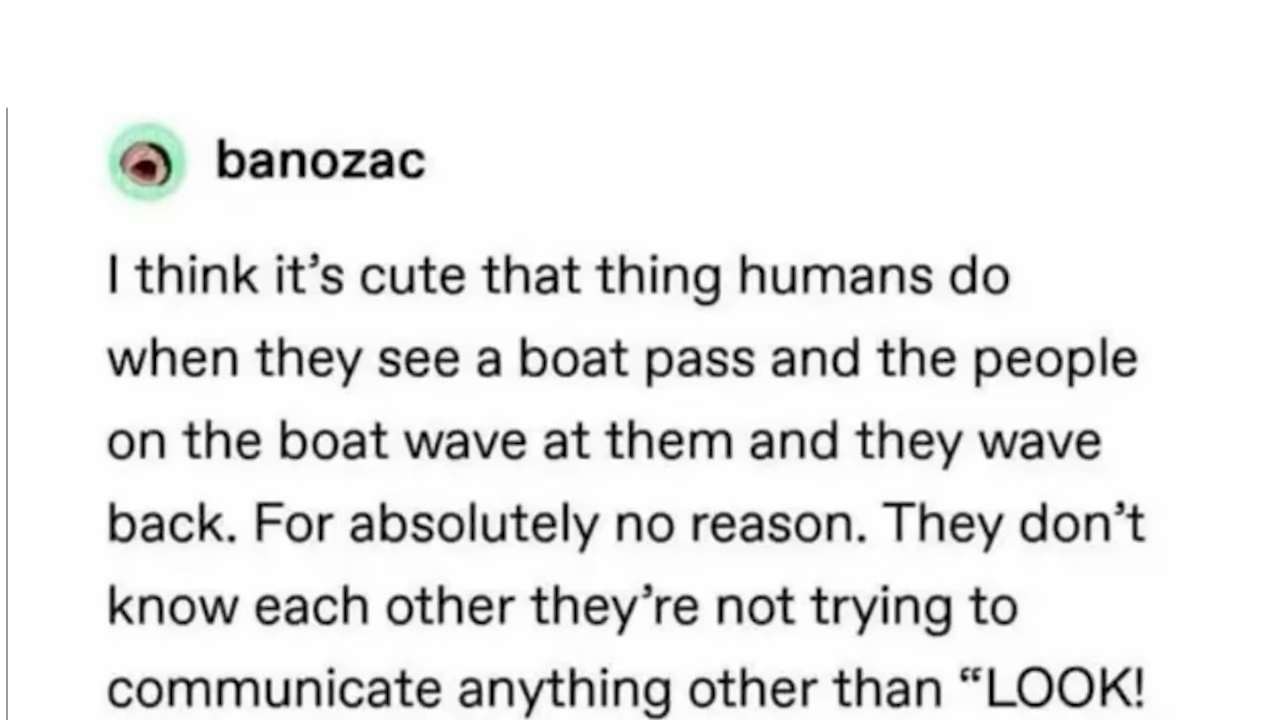 banozac
I think it’s cute that thing humans do
when they see a boat pass and the people
on the boat wave at them and they wave
back. For absolutely no reason. They don’t
know each other they’re not trying to
communicate anything other than “LOOK!